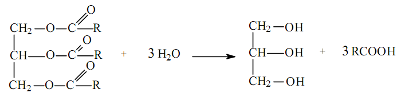 O
CH₂—O—C—R
O
CH—O—C—R + 3 H₂O ⟶ CH₂—OH
O CH—OH + 3 RCOOH
CH₂—O—C—R CH₂—OH